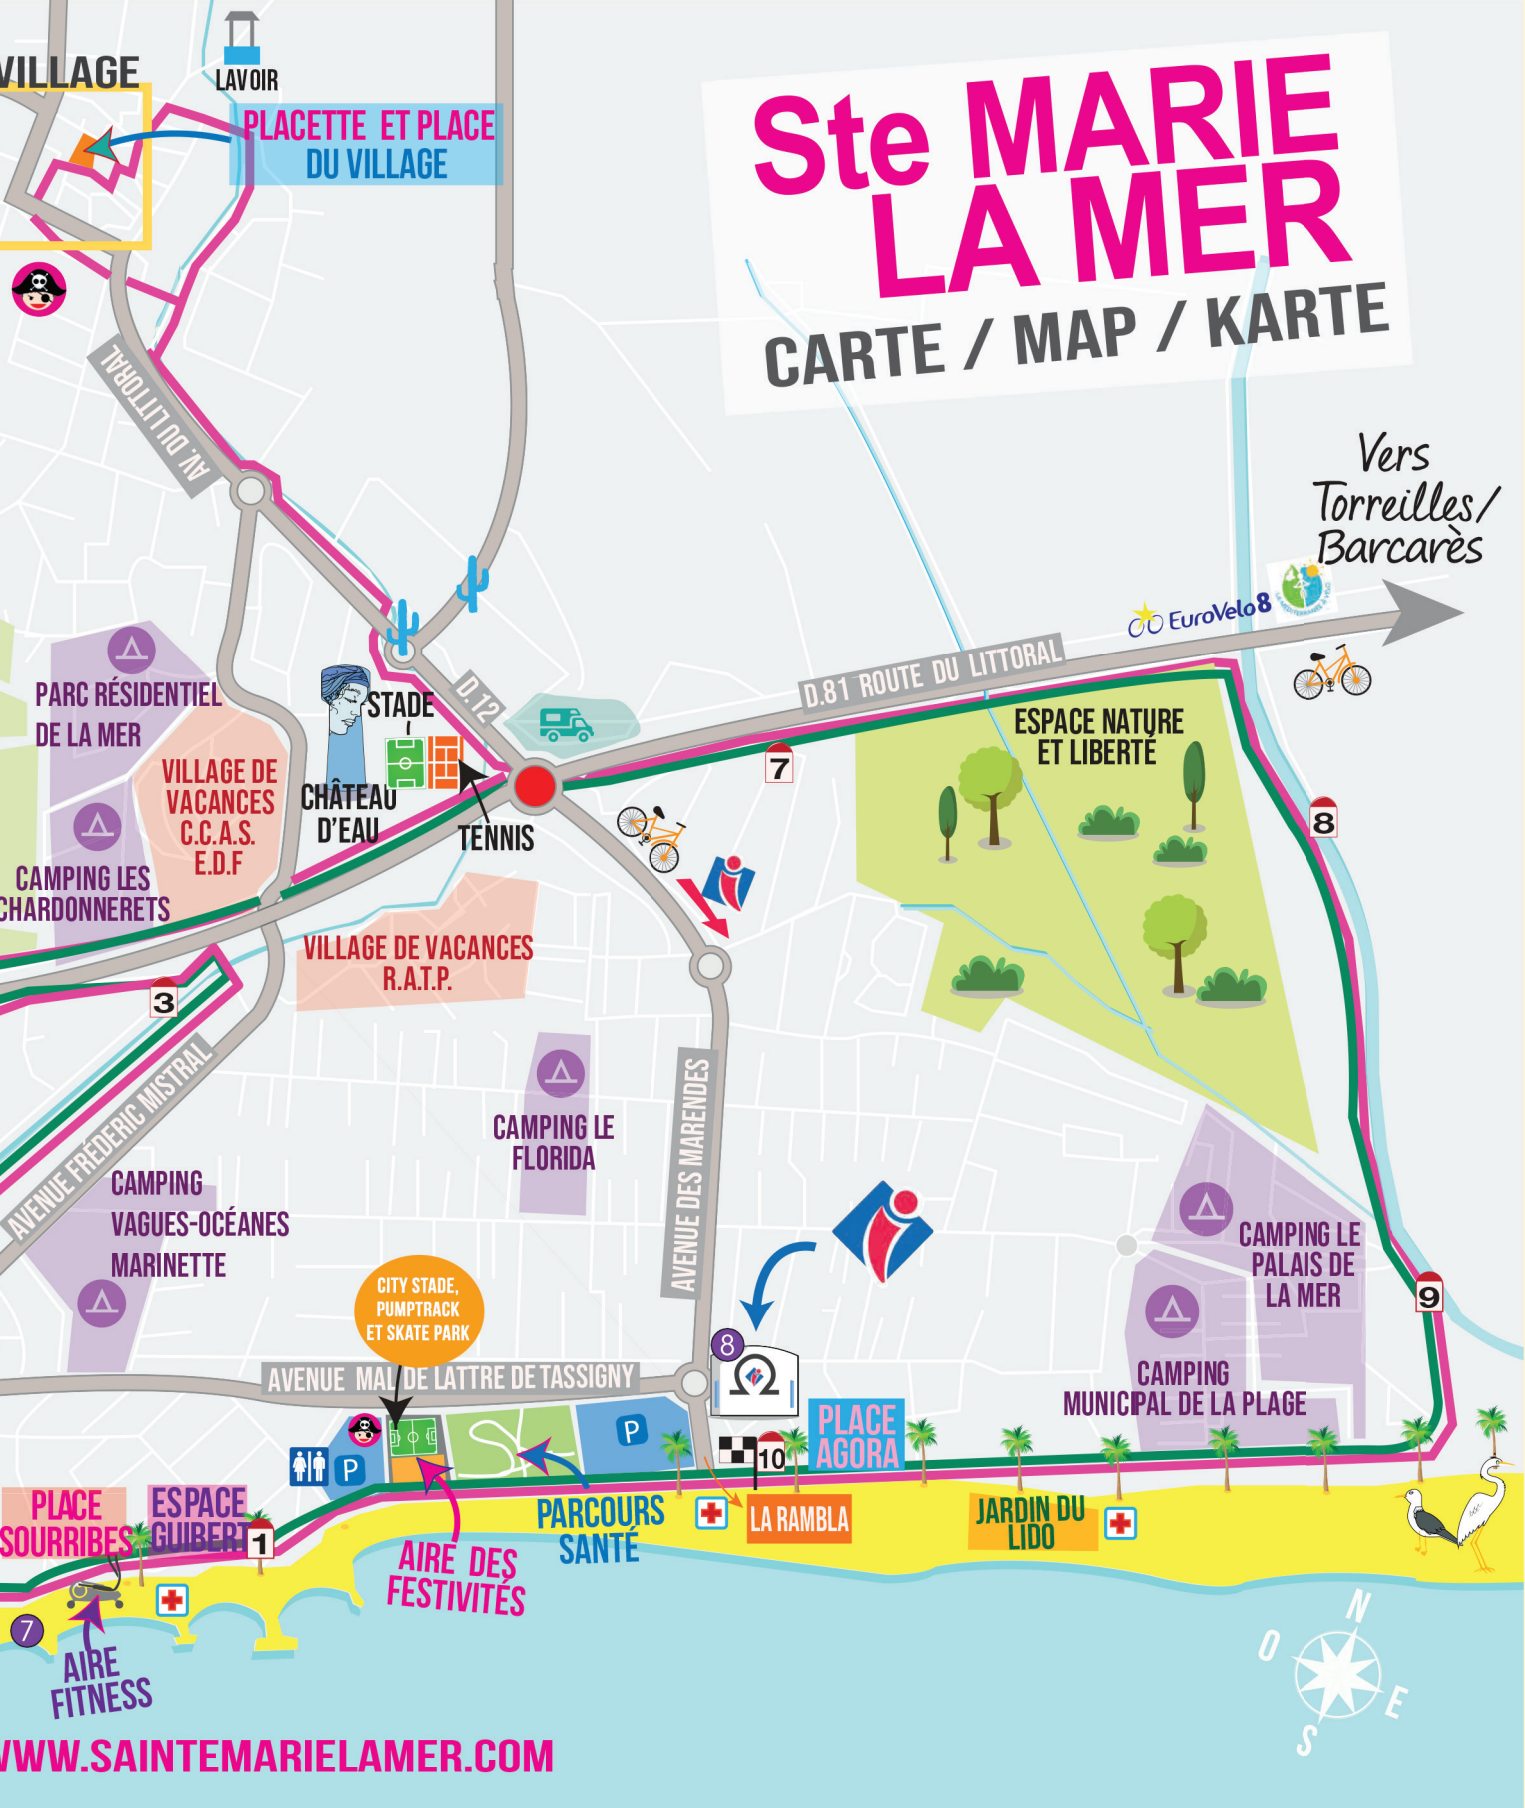 VILLAGE
LAVOIR
PLACETTE ET PLACE
DU VILLAGE
Ste MARIE
LA MER
CARTE / MAP / KARTE
AV. DU LITTORAL
Vers
Torreilles/
Barcarès
EuroVelo8
D.81 ROUTE DU LITTORAL
D.12
PARC RÉSIDENTIEL
DE LA MER
STADE
CHÂTEAU
D'EAU
TENNIS
VILLAGE DE
VACANCES
C.C.A.S.
E.D.F
CAMPING LES
CHARDONNERETS
7
ESPACE NATURE
ET LIBERTÉ
8
VILLAGE DE VACANCES
R.A.T.P.
3
AVENUE FRÉDERIC MISTRAL
CAMPING LE
FLORIDA
AVENUE DES MARENDES
CAMPING
VAGUES-OCÉANES
MARINETTE
CITY STADE,
PUMPTRACK
ET SKATE PARK
CAMPING LE
PALAIS DE
LA MER
9
AVENUE MAL DE LATTRE DE TASSIGNY
8
CAMPING
MUNICIPAL DE LA PLAGE
P
P
PLACE
AGORA
10
PLACE
SOURRIBES
ESPACE
GUIBERT
1
PARCOURS
SANTÉ
LA RAMBLA
JARDIN DU
LIDO
AIRE DES
FESTIVITÉS
7
AIRE
FITNESS
N
O
E
S
WWW.SAINTEMARIELAMER.COM